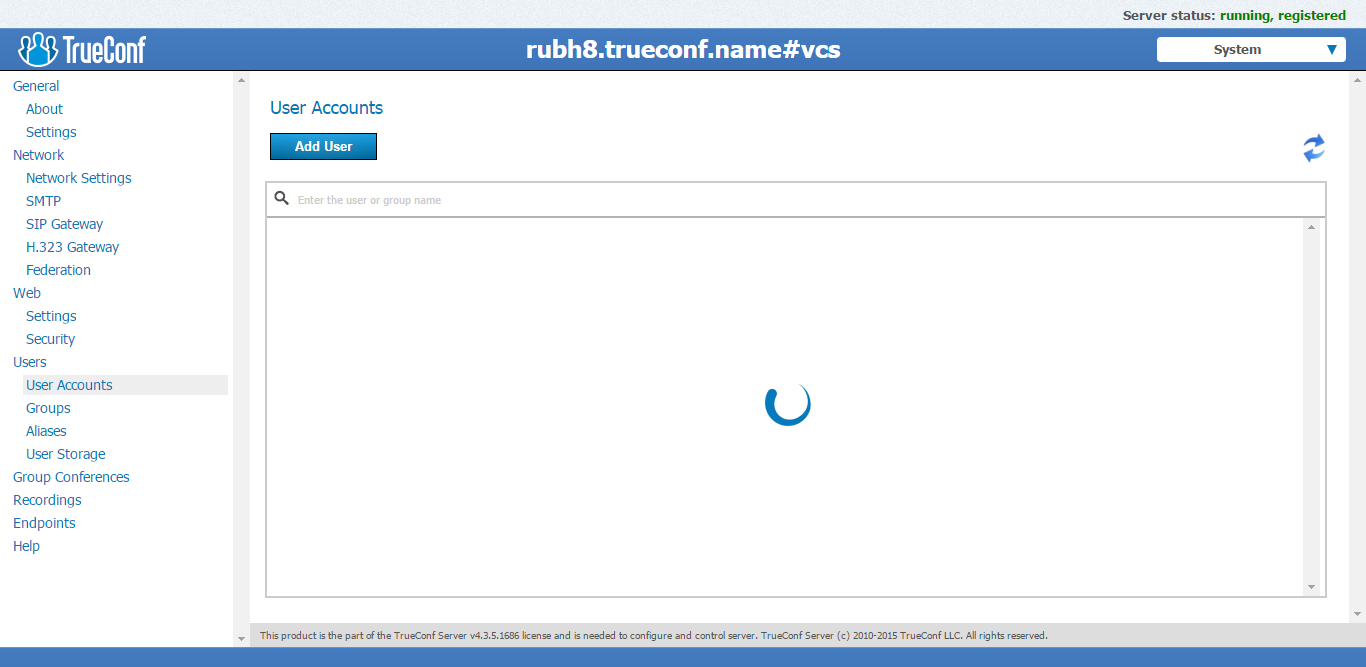 Server status: running, registered
TrueConf
rubh8.trueconf.name#vcs
System
General
About
Settings
Network
Network Settings
SMTP
SIP Gateway
H.323 Gateway
Federation
Web
Settings
Security
Users
User Accounts
Groups
Aliases
User Storage
Group Conferences
Recordings
Endpoints
Help
User Accounts
Add User
Enter the user or group name
This product is the part of the TrueConf Server v4.3.5.1686 license and is needed to configure and control server. TrueConf Server (c) 2010-2015 TrueConf LLC. All rights reserved.